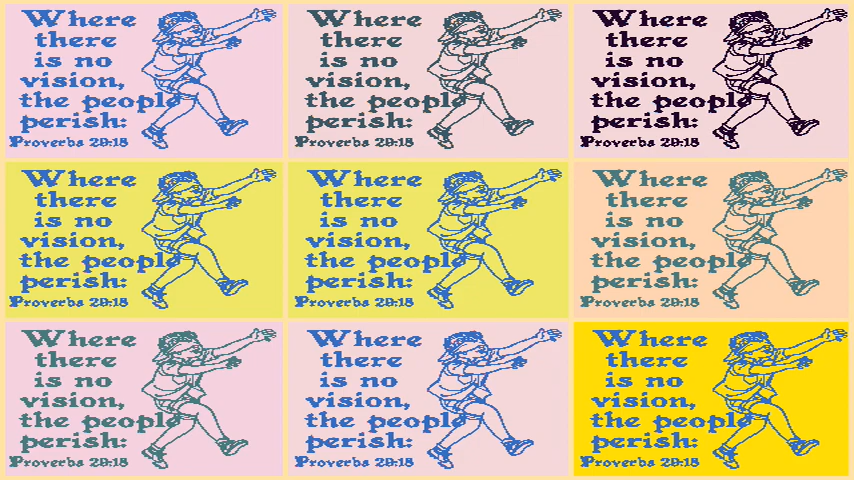 Where
there
is no
vision,
the people
perish:
Proverbs 29:18
Where
there
is no
vision,
the people
perish:
Proverbs 29:18
Where
there
is no
vision,
the people
perish:
Proverbs 29:18
Where
there
is no
vision,
the people
perish:
Proverbs 29:18
Where
there
is no
vision,
the people
perish:
Proverbs 29:18
Where
there
is no
vision,
the people
perish:
Proverbs 29:18
Where
there
is no
vision,
the people
perish:
Proverbs 29:18
Where
there
is no
vision,
the people
perish:
Proverbs 29:18
Where
there
is no
vision,
the people
perish:
Proverbs 29:18